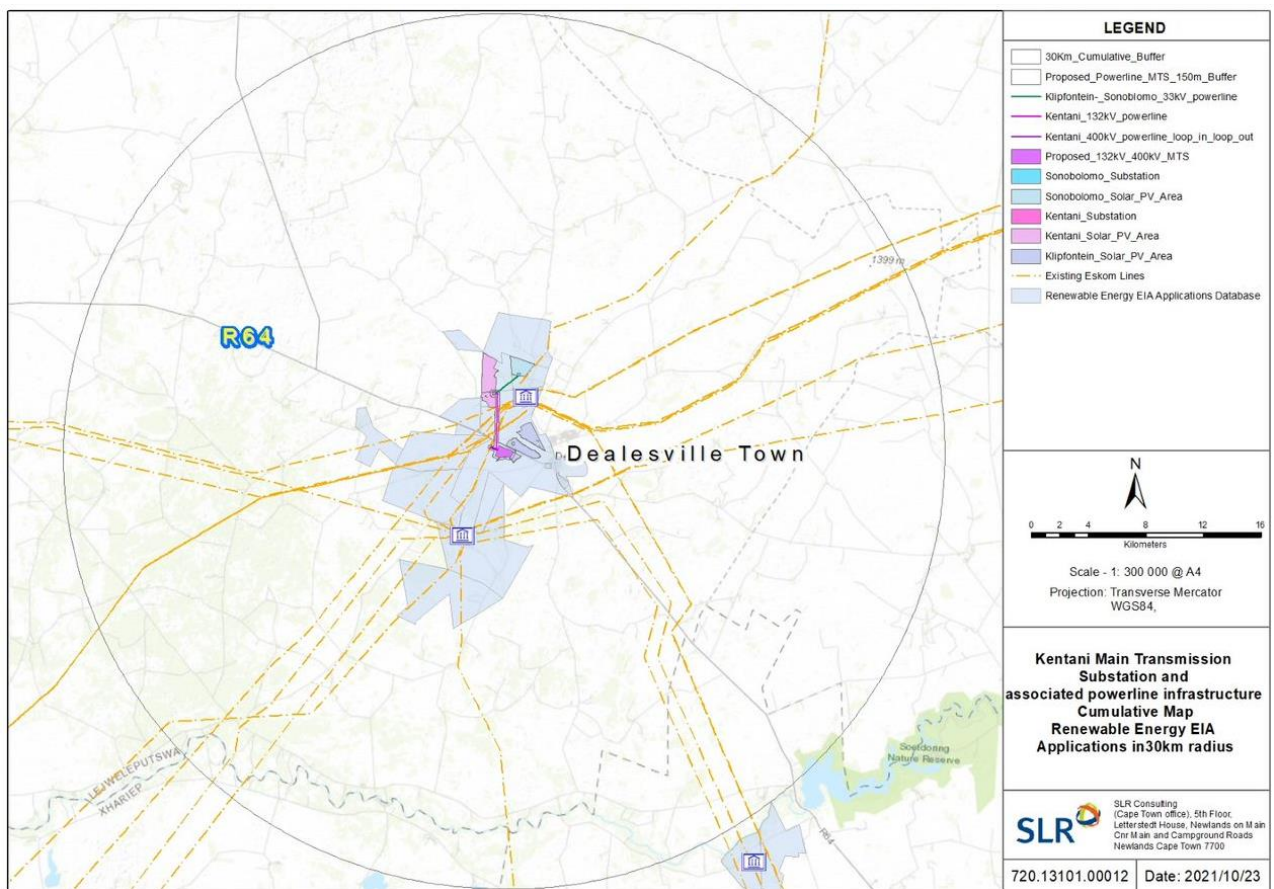 R64
1399 m
Dealesville Town
LEJWELEPUTSWA
XHARIEP
Soetdoring
Nature Reserve
R64
LEGEND
30Km_Cumulative_Buffer
Proposed_Powerline_MTS_150m_Buffer
Klipfontein-_Sonoblomo_33kV_powerline
Kentani_132kV_powerline
Kentani_400kV_powerline_loop_in_loop_out
Proposed_132kV_400kV_MTS
Sonobolomo_Substation
Sonobolomo_Solar_PV_Area
Kentani_Substation
Kentani_Solar_PV_Area
Klipfontein_Solar_PV_Area
Existing Eskom Lines
Renewable Energy EIA Applications Database
N
0 2 4 8 12 16
Kilometers
Scale - 1: 300 000 @ A4
Projection: Transverse Mercator
WGS84,
Kentani Main Transmission
Substation and
associated powerline infrastructure
Cumulative Map
Renewable Energy EIA
Applications in30km radius
SLR
SLR Consulting
(Cape Town office), 5th Floor,
Letterstedt House, Newlands on Main
Cnr Main and Campground Roads
Newlands Cape Town 7700
720.13101.00012
Date: 2021/10/23